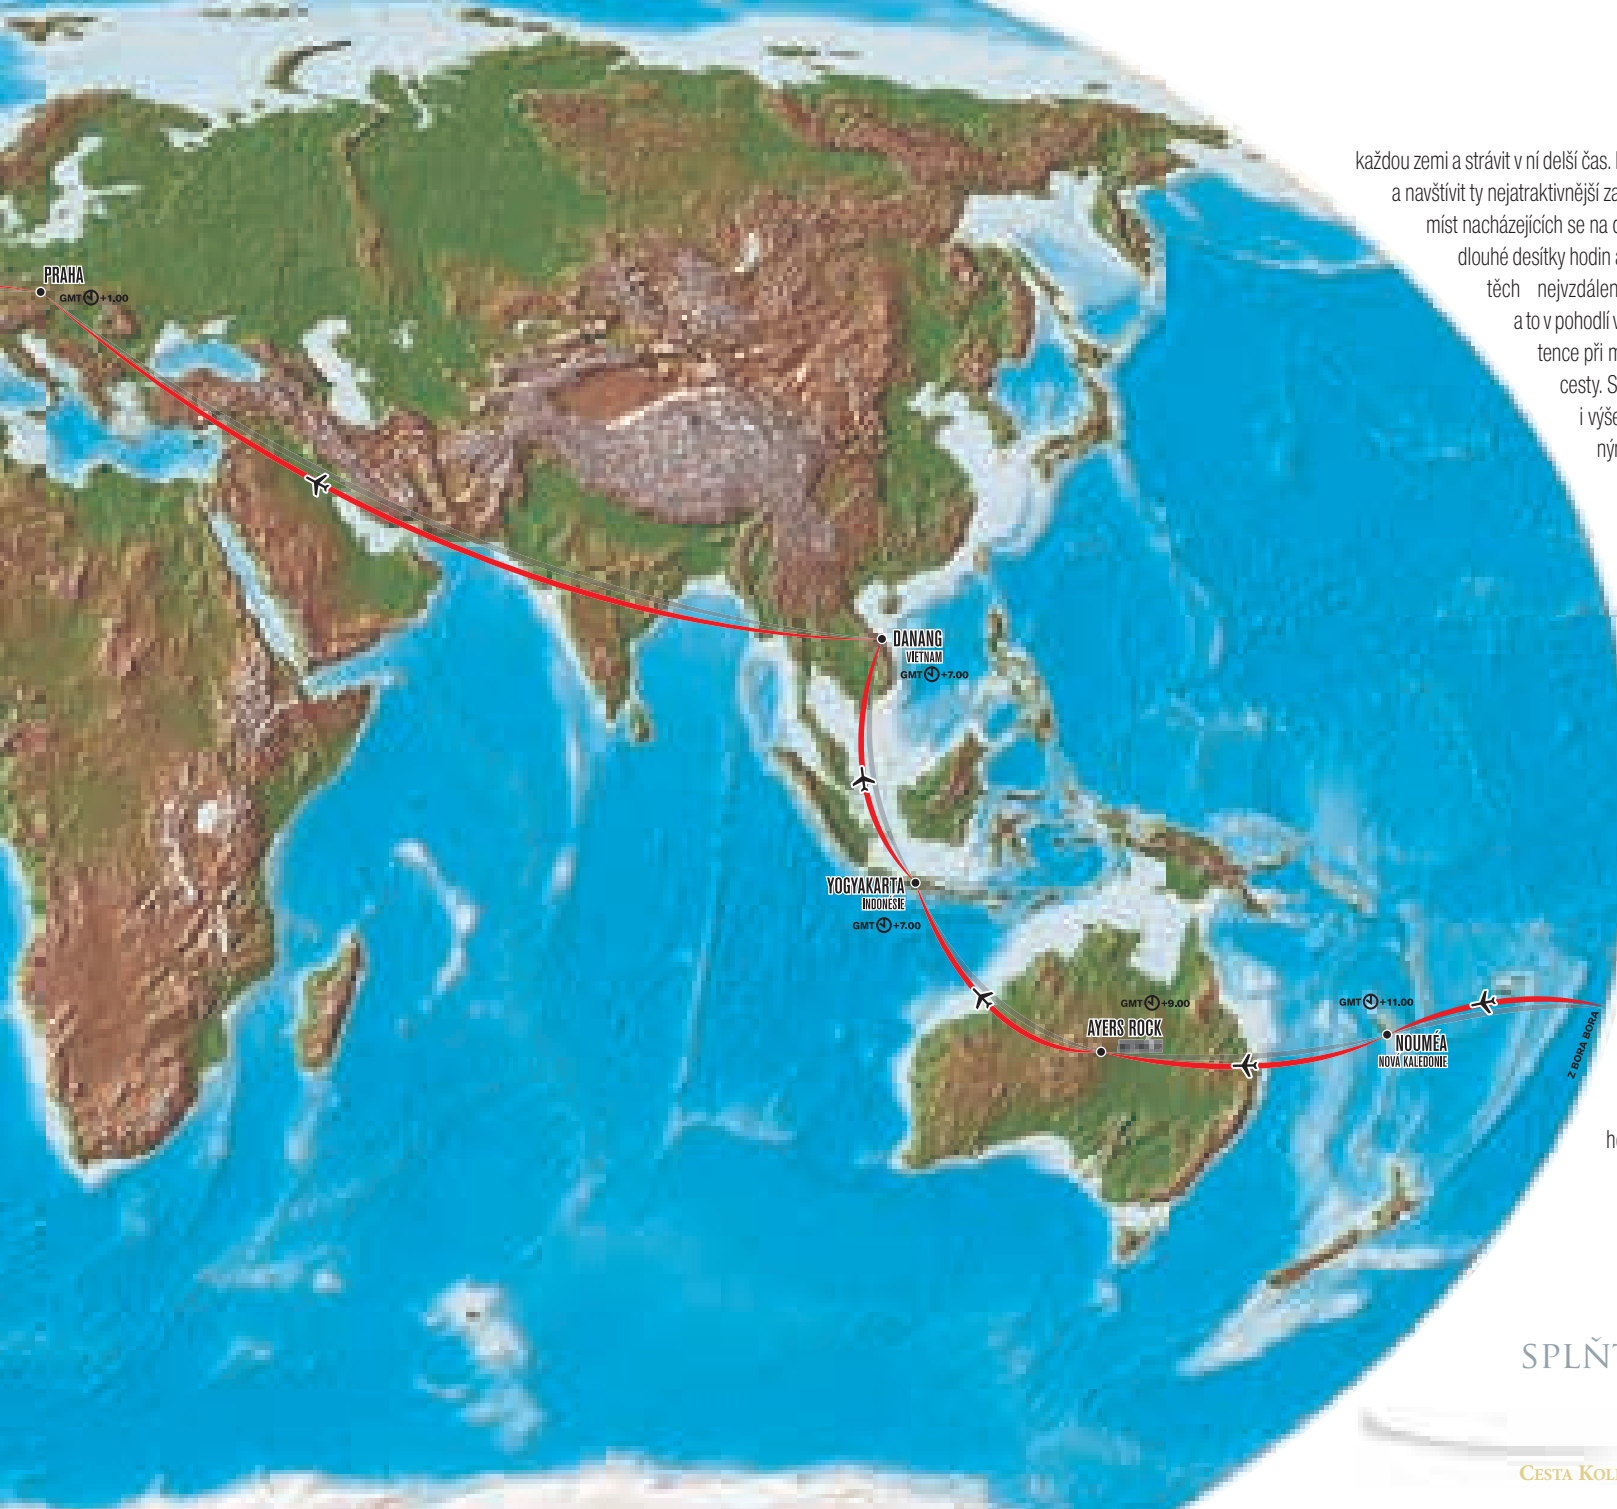 každou zemi a strávit v ní delší čas.
a navštívit ty nejatraktivnější
míst nacházejících se na
dlouhé desítky hodin
těch nejvzdálen
a to v pohodlí
tence při
cesty.
i výše
PRAHA
GMT +1.00
DANANG
VIETNAM
GMT +7.00
YOGYAKARTA
INDONÉSIE
GMT +7.00
GMT +9.00
AYERS ROCK
GMT +11.00
NOUMÉA
NOVÁ KALEDONIE
Z BORA BORA
SPLŇ
CESTA KOL